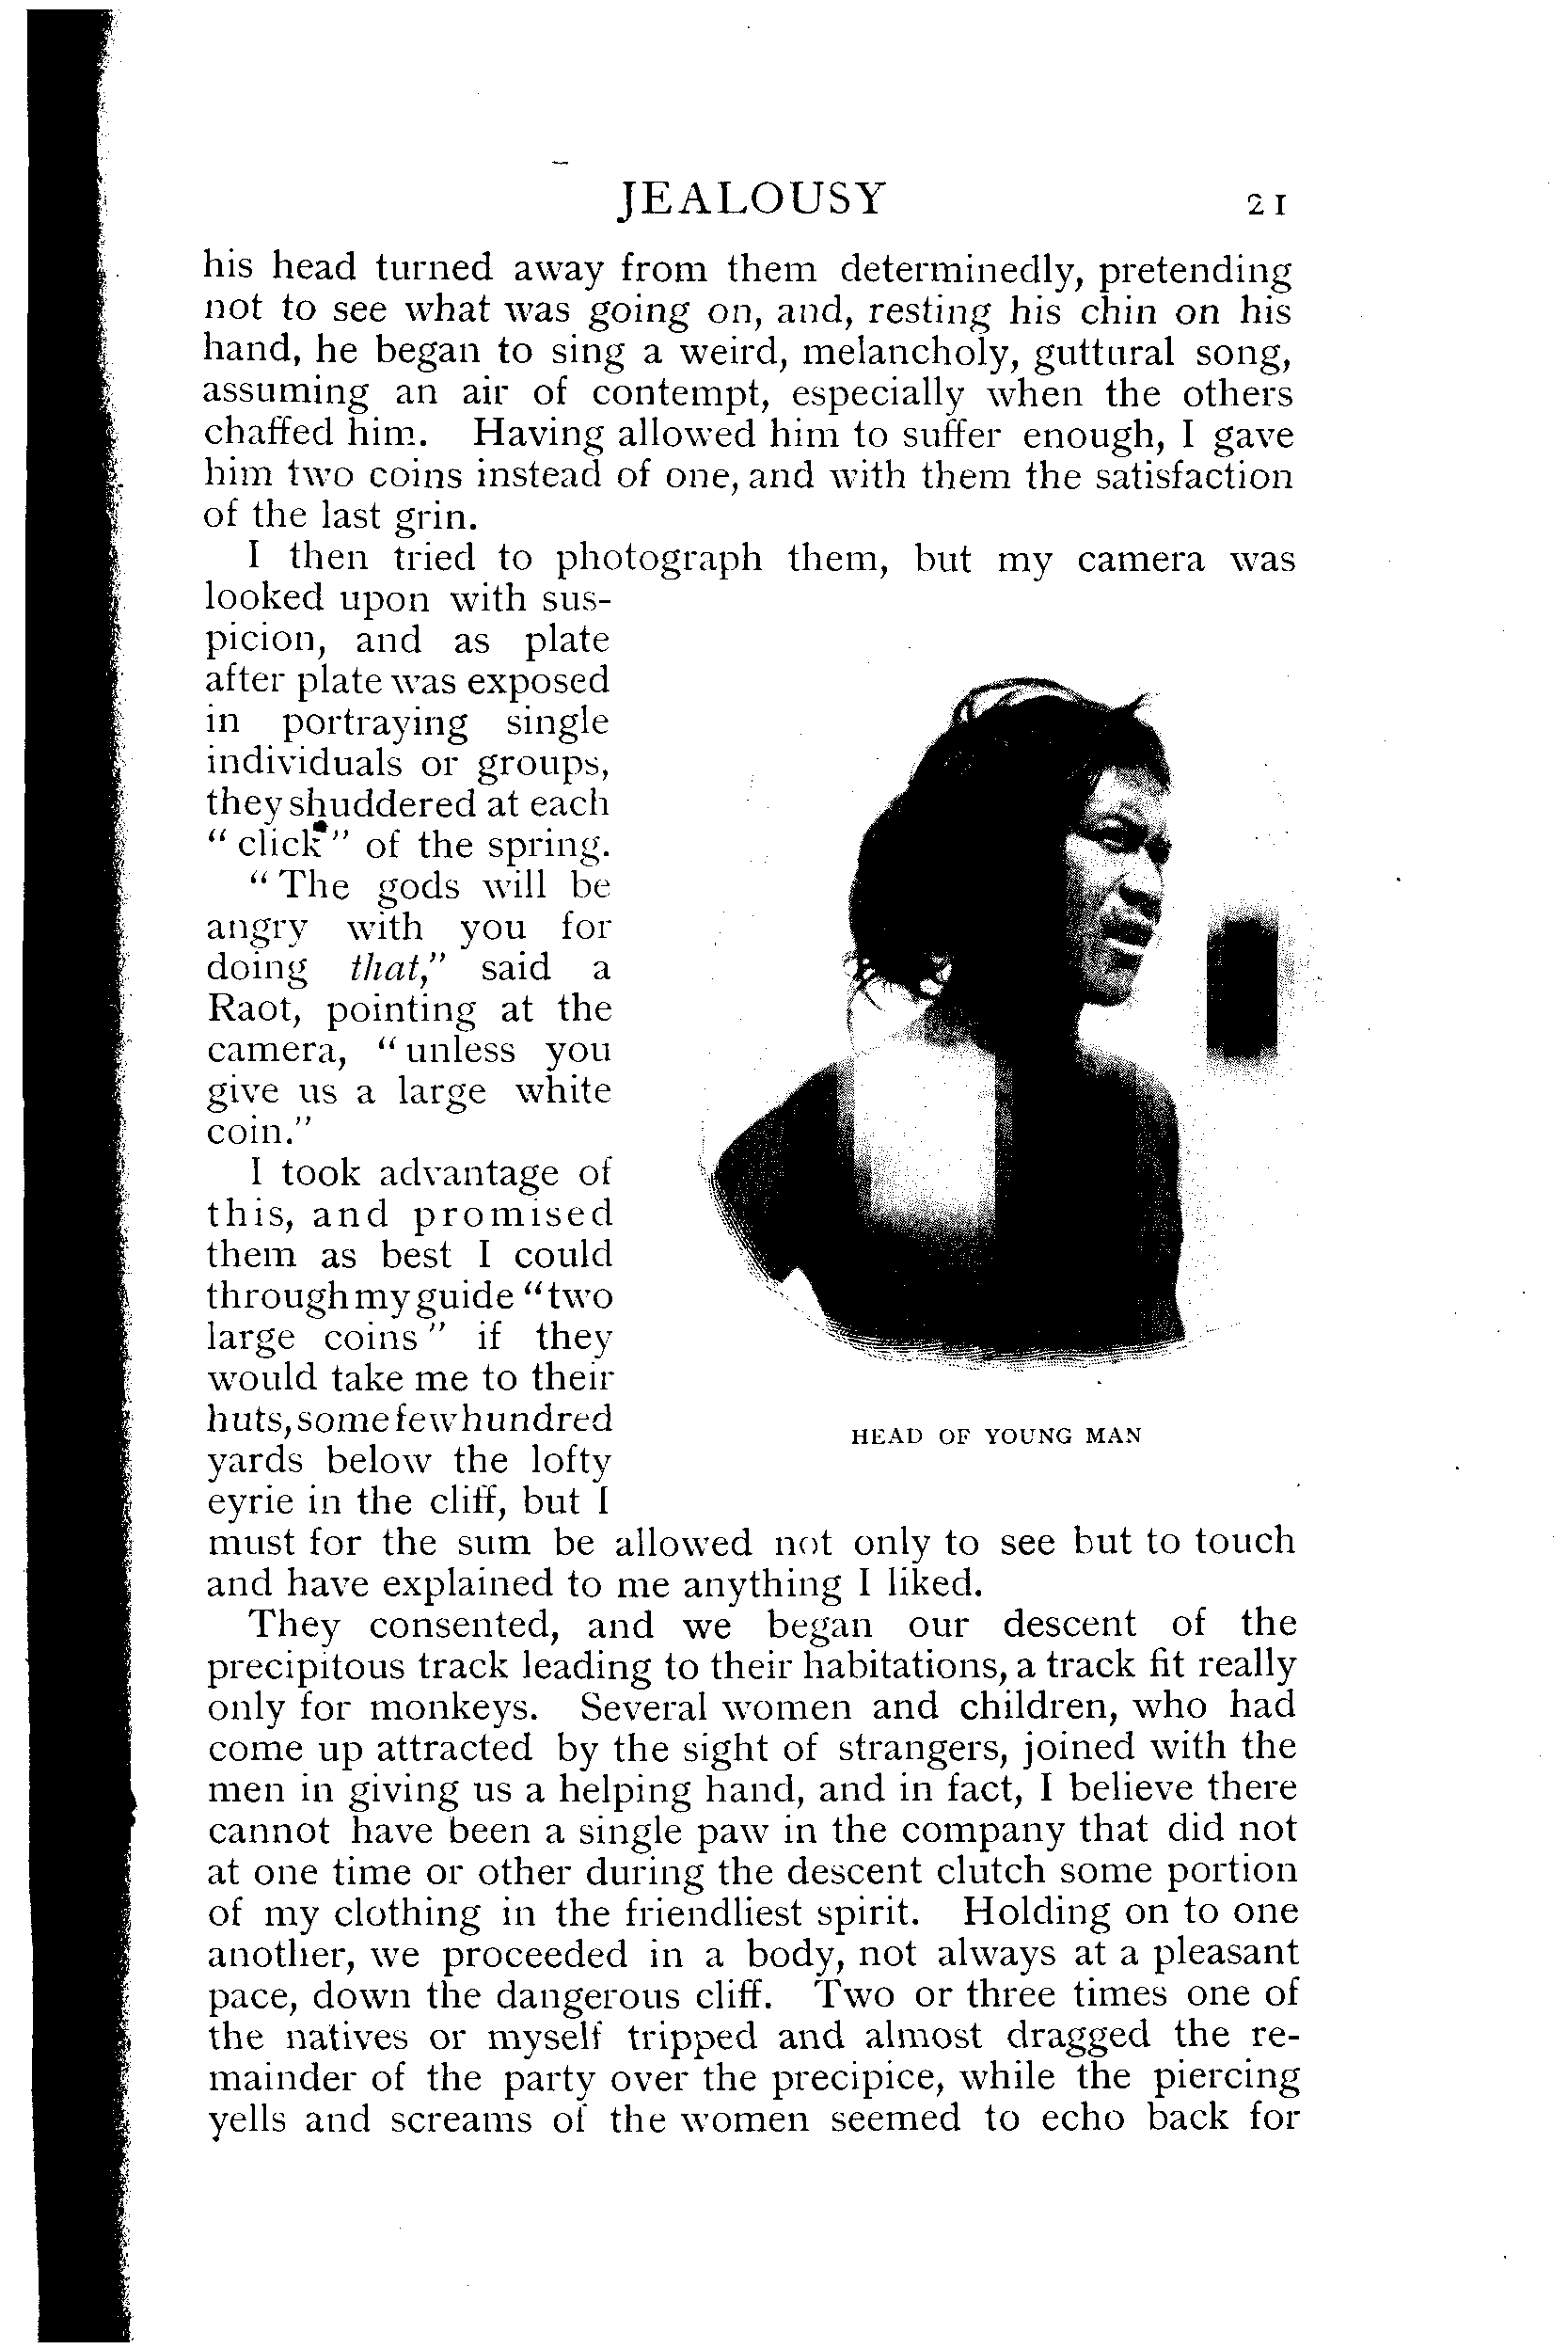 JEALOUSY 21
his head turned away from them determinedly, pretending
not to see what was going on, and, resting his chin on his
hand, he began to sing a weird, melancholy, guttural song,
assuming an air of contempt, especially when the others
chaffed him. Having allowed him to suffer enough, I gave
him two coins instead of one, and with them the satisfaction
of the last grin.
I then tried to photograph them, but my camera was
looked upon with sus-
picion, and as plate
after plate was exposed
in portraying single
individuals or groups,
they shuddered at each
“ click ” of the spring.
“ The gods will be
angry with you for
doing that,” said a
Raot, pointing at the
camera, “ unless you
give us a large white
coin.”
I took advantage of
this, and promised
them as best I could
through my guide “two
large coins ” if they
would take me to their
huts, some few hundred
yards below the lofty
eyrie in the cliff, but I
must for the sum be allowed not only to see but to touch
and have explained to me anything I liked.
They consented, and we began our descent of the
precipitous track leading to their habitations, a track fit really
only for monkeys. Several women and children, who had
come up attracted by the sight of strangers, joined with the
men in giving us a helping hand, and in fact, I believe there
cannot have been a single paw in the company that did not
at one time or other during the descent clutch some portion
of my clothing in the friendliest spirit. Holding on to one
another, we proceeded in a body, not always at a pleasant
pace, down the dangerous cliff. Two or three times one of
the natives or myself tripped and almost dragged the re-
mainder of the party over the precipice, while the piercing
yells and screams of the women seemed to echo back for
HEAD OF YOUNG MAN